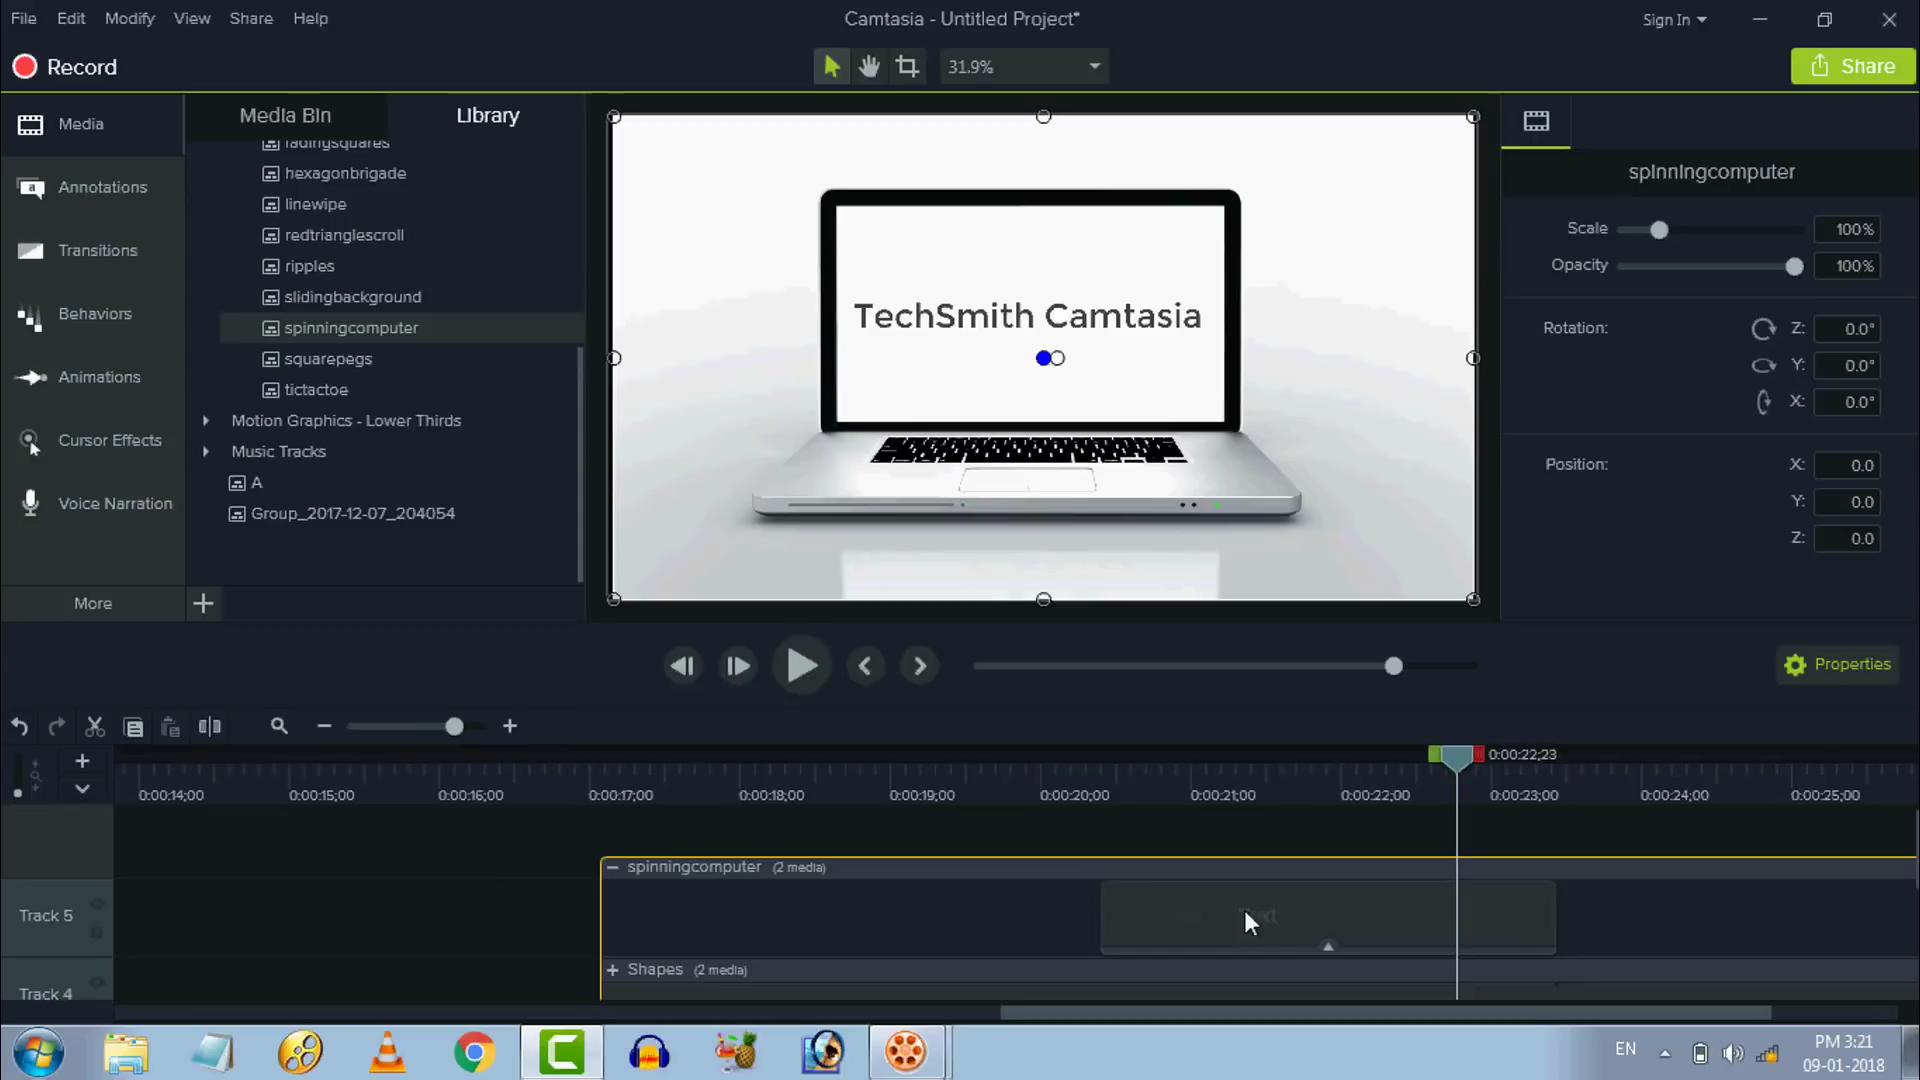 File Edit Modify View Share Help
Camtasia - Untitled Project*
Sign In
Record
31.9%
Share
Media
Media Bin
Library
fadingsquares
hexagonbrigade
linewipe
redtrianglescroll
ripples
slidingbackground
spinningcomputer
squarepegs
tictactoe
Motion Graphics - Lower Thirds
Music Tracks
A
Group_2017-12-07_204054
Annotations
Transitions
Behaviors
Animations
Cursor Effects
Voice Narration
More
TechSmith Camtasia
spinningcomputer
Scale 100%
Opacity 100%
Rotation: Z: 0.0°
Y: 0.0°
X: 0.0°
Position: X: 0.0
Y: 0.0
Z: 0.0
Properties
0:00:22;23
0:00:14;00 0:00:15;00 0:00:16;00 0:00:17;00 0:00:18;00 0:00:19;00 0:00:20;00 0:00:21;00 0:00:22;00 0:00:23;00 0:00:24;00 0:00:25;00
spinningcomputer (2 media)
Track 5
Shapes (2 media)
Track 4
EN
PM 3:21
09-01-2018